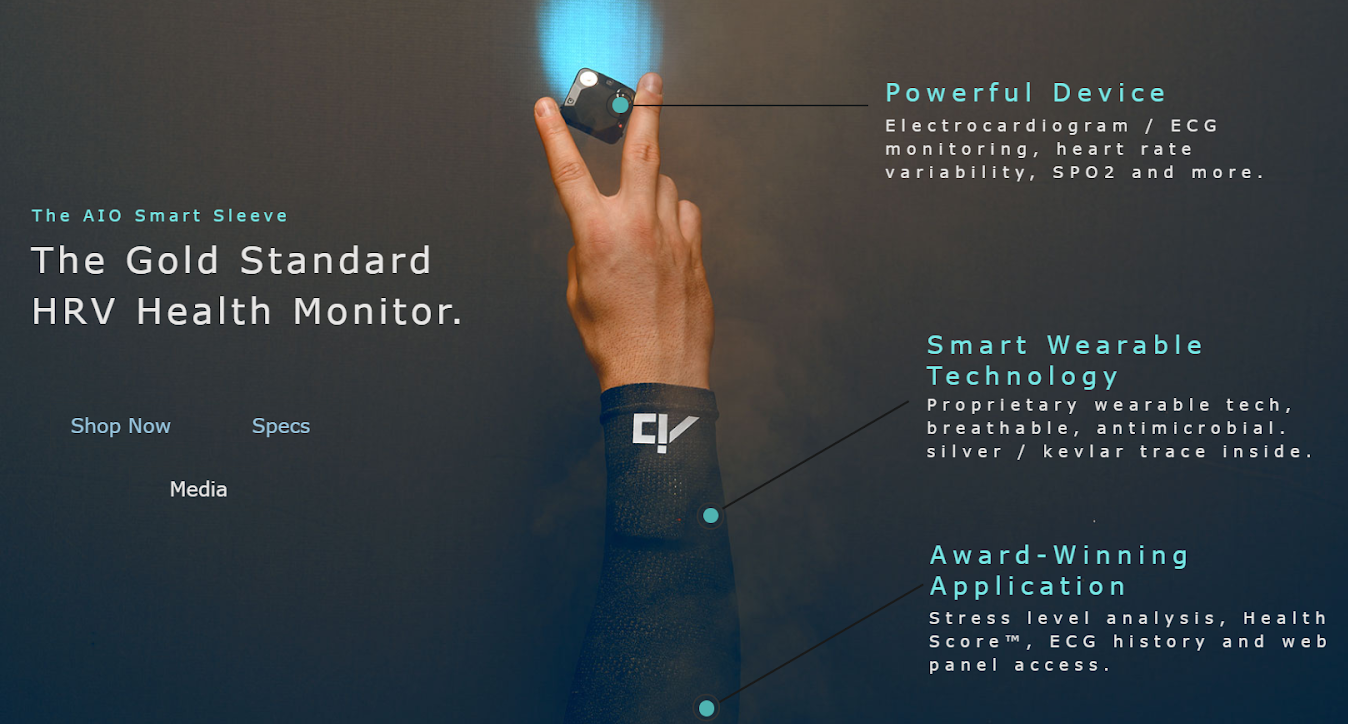 The AIO Smart Sleeve
The Gold Standard
HRV Health Monitor.
Shop Now
Specs
Media
Powerful Device
Electrocardiogram / ECG
monitoring, heart rate
variability, SPO2 and more.
Smart Wearable
Technology
Proprietary wearable tech,
breathable, antimicrobial.
silver / kevlar trace inside.
Award-Winning
Application
Stress level analysis, Health
Score™, ECG history and web
panel access.